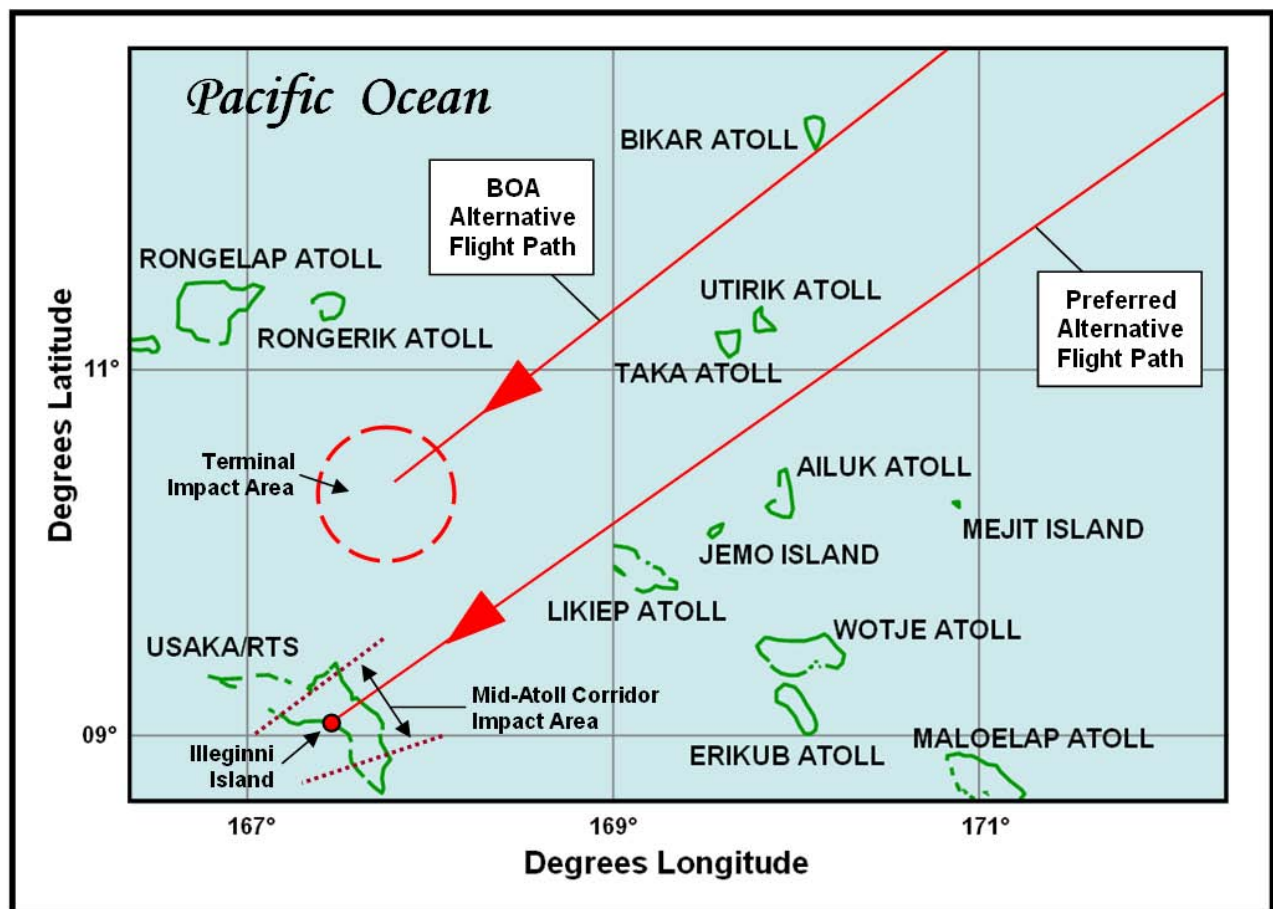 Pacific Ocean
BIKAR ATOLL
BOA
Alternative
Flight Path
RONGELAP ATOLL
RONGERIK ATOLL
UTIRIK ATOLL
TAKA ATOLL
Preferred
Alternative
Flight Path
11°
Degrees Latitude
Terminal
Impact Area
AILUK ATOLL
MEJIT ISLAND
JEMO ISLAND
LIKIEP ATOLL
WOTJE ATOLL
USAKA/RTS
Mid-Atoll Corridor
Impact Area
09°
Illeginni
Island
ERIKUB ATOLL
MALOELAP ATOLL
167°
169°
171°
Degrees Longitude